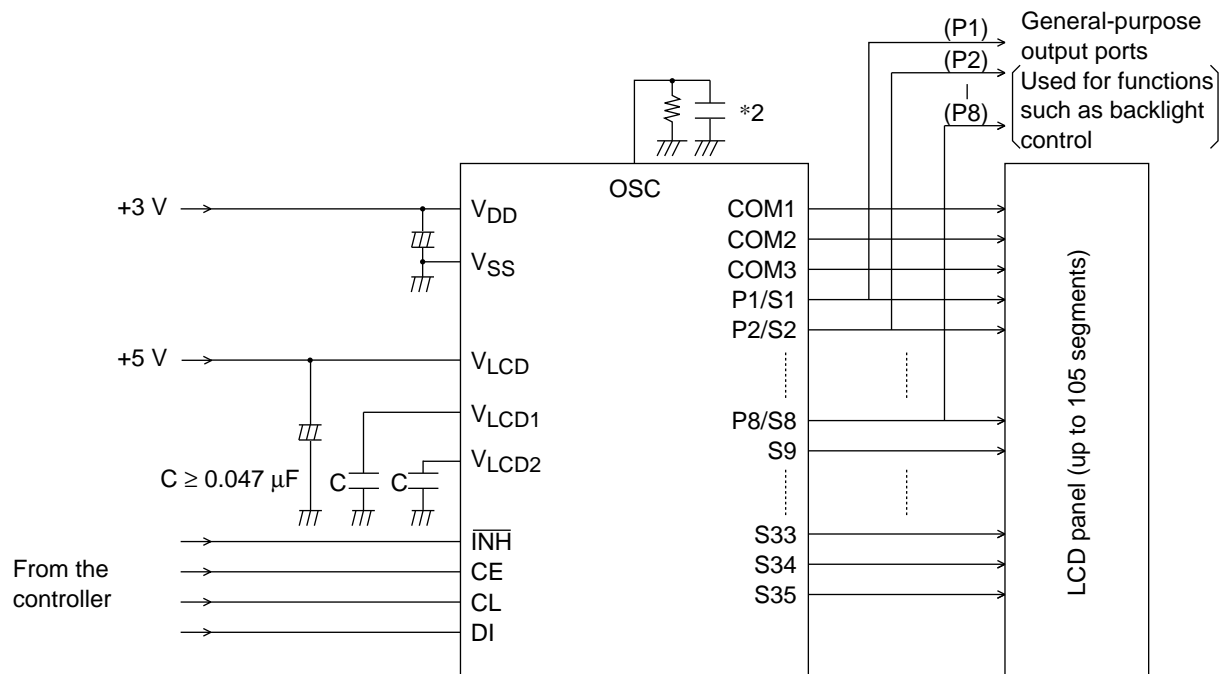 (P1)
General-purpose
output ports
(P2)
Used for functions
such as backlight
control
(P8)
*2
OSC
+3 V
VDD
VSS
+5 V
VLCD
VLCD1
VLCD2
C ≥ 0.047 μF
C
C
From the
controller
INH
CE
CL
DI
COM1
COM2
COM3
P1/S1
P2/S2
P8/S8
S9
S33
S34
S35
LCD panel (up to 105 segments)